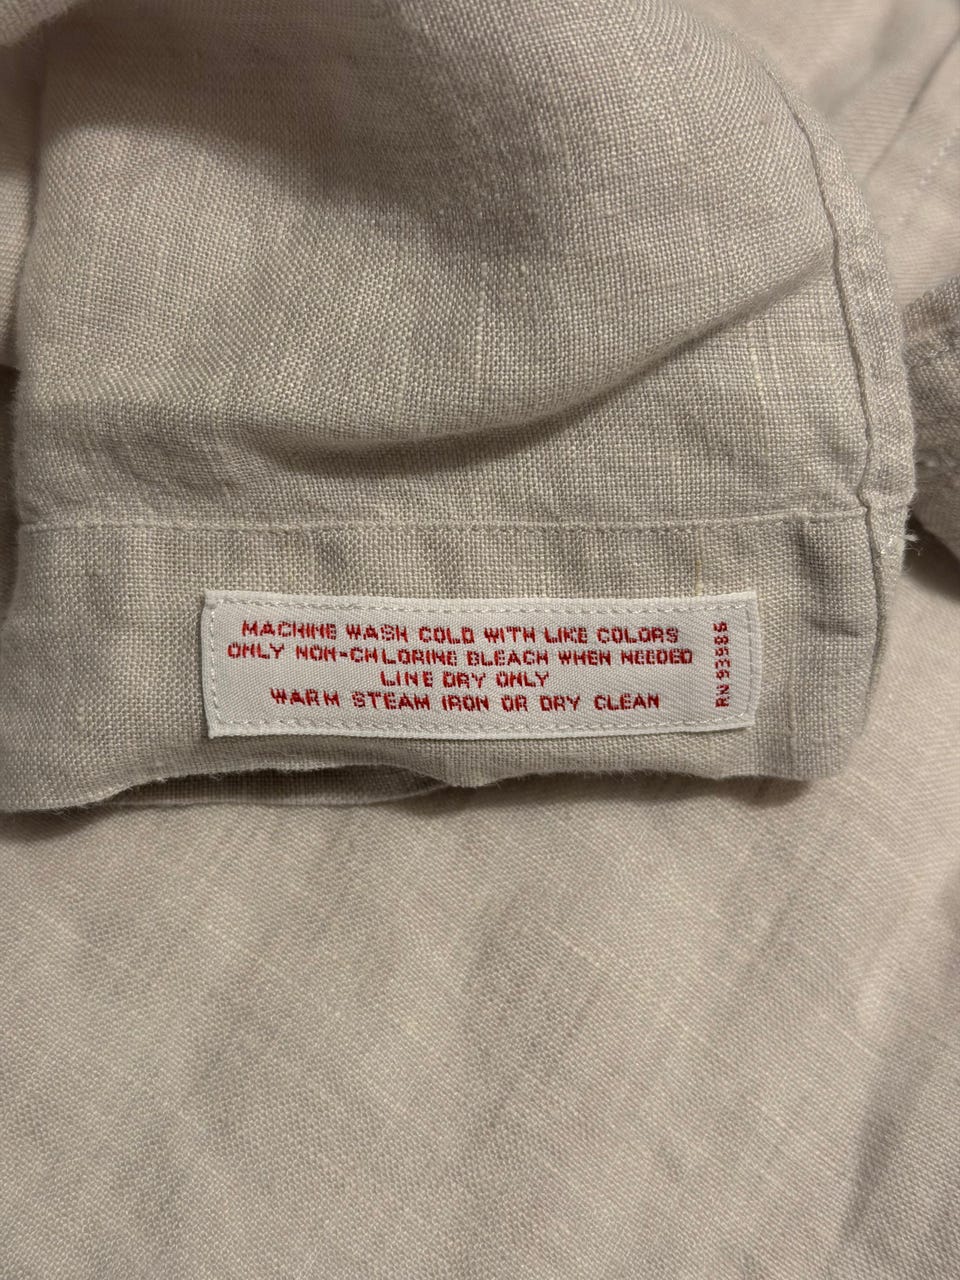 MACHINE WASH COLD WITH LIKE COLORS
ONLY NON-CHLORINE BLEACH WHEN NEEDED
LINE DRY ONLY
WARM STEAM IRON OR DRY CLEAN
RN 93986